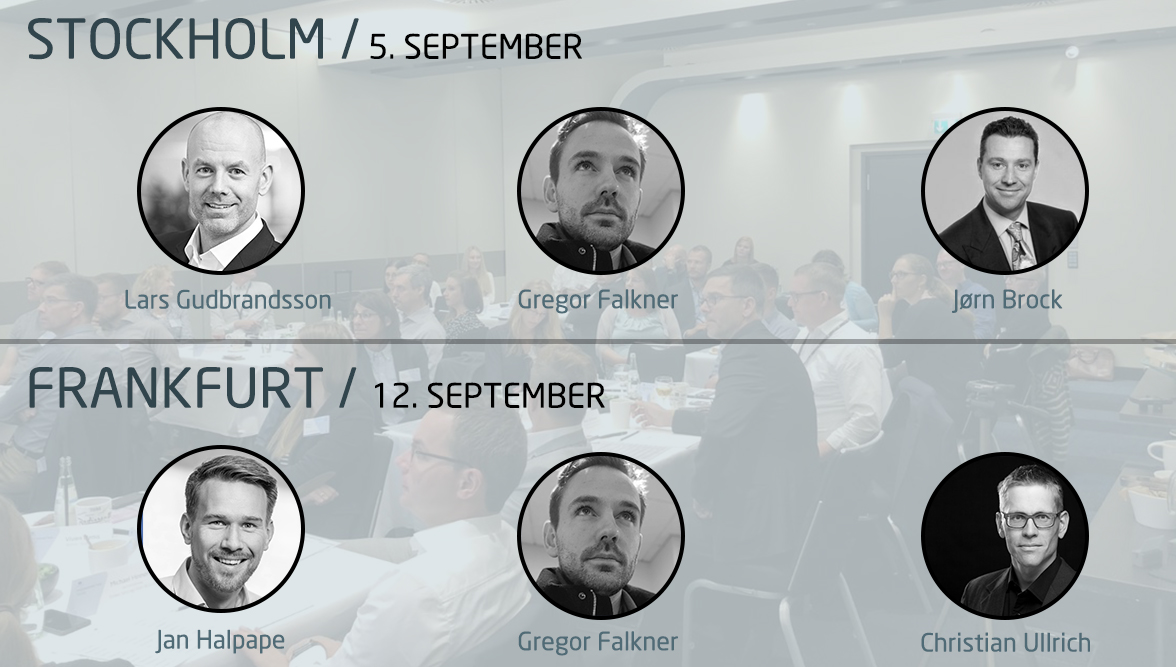 STOCKHOLM / 5. SEPTEMBER
Lars Gudbrandsson
Gregor Falkner
Jørn Brock
FRANKFURT / 12. SEPTEMBER
Jan Halpape
Gregor Falkner
Christian Ullrich